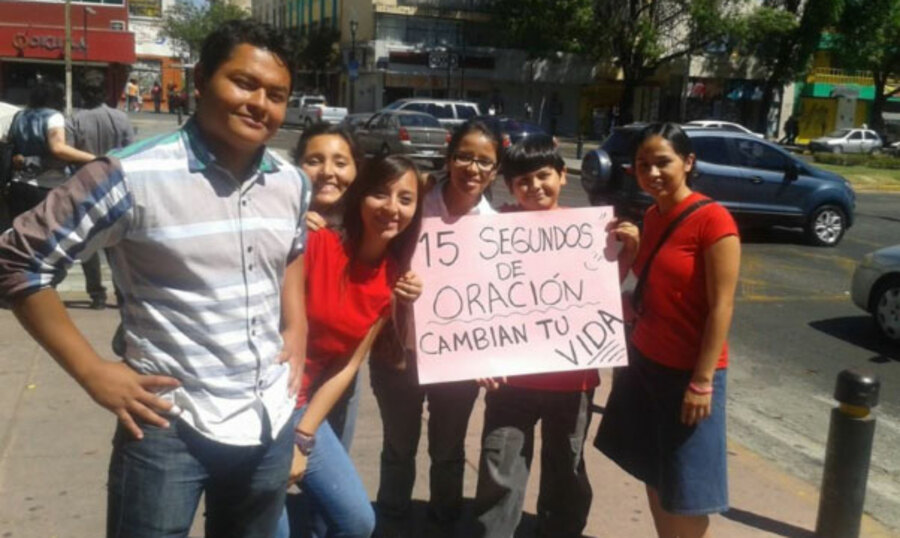 15 SEGUNDOS
DE
ORACIÓN
CAMBIAN TU
VIDA